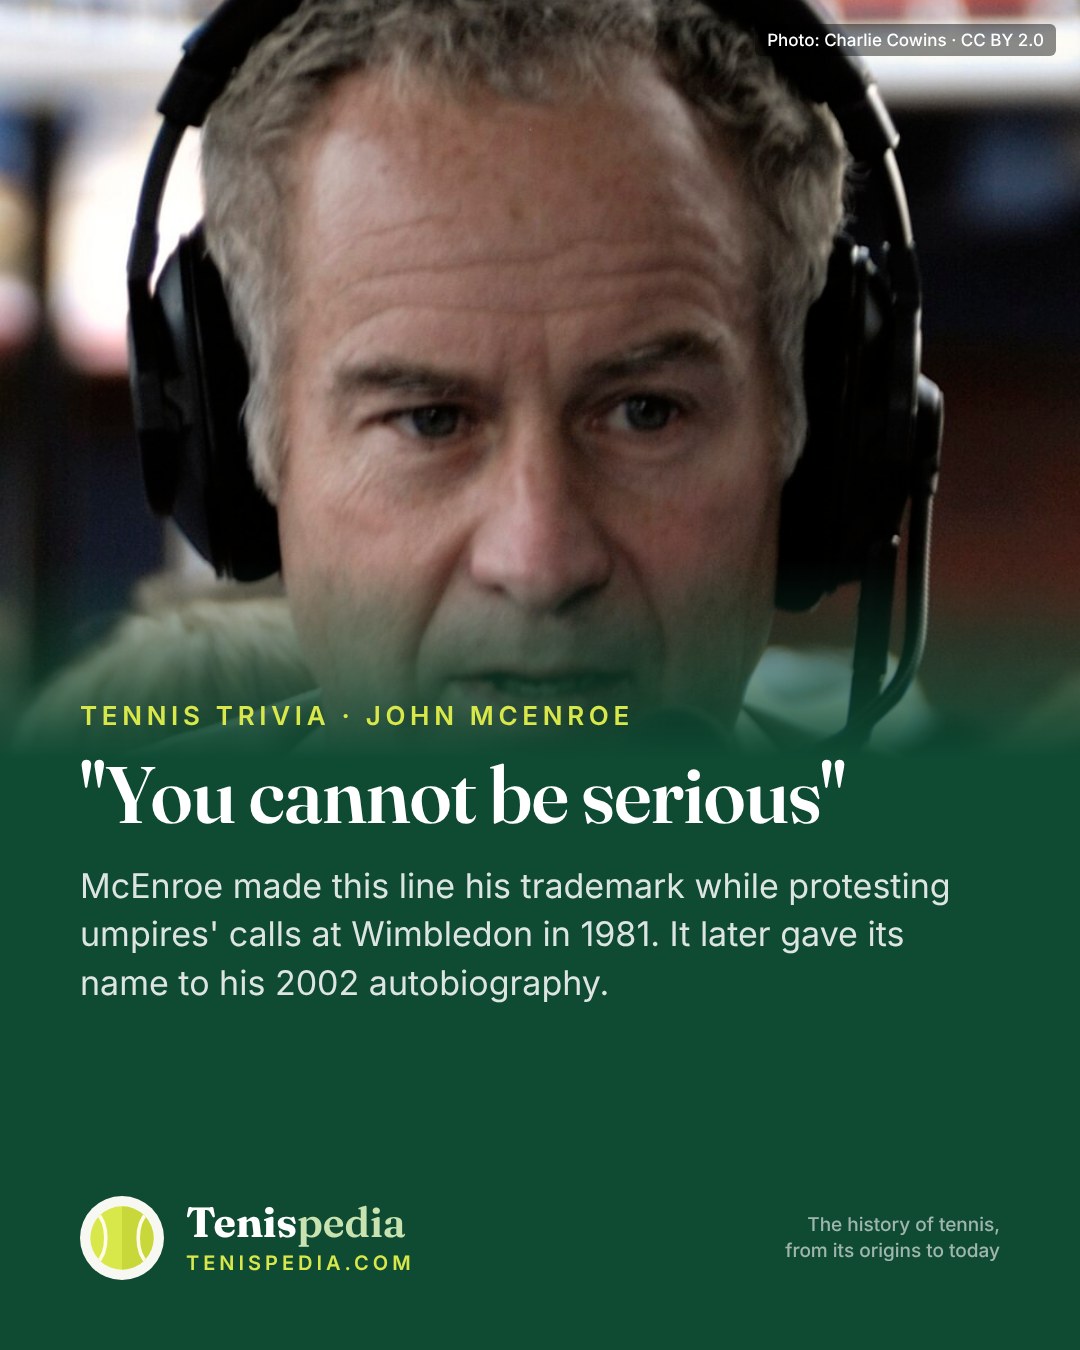 Photo: Charlie Cowins · CC BY 2.0
TENNIS TRIVIA · JOHN MCENROE
"You cannot be serious"
McEnroe made this line his trademark while protesting
umpires' calls at Wimbledon in 1981. It later gave its
name to his 2002 autobiography.
Tenispedia
TENISPEDIA.COM
The history of tennis,
from its origins to today